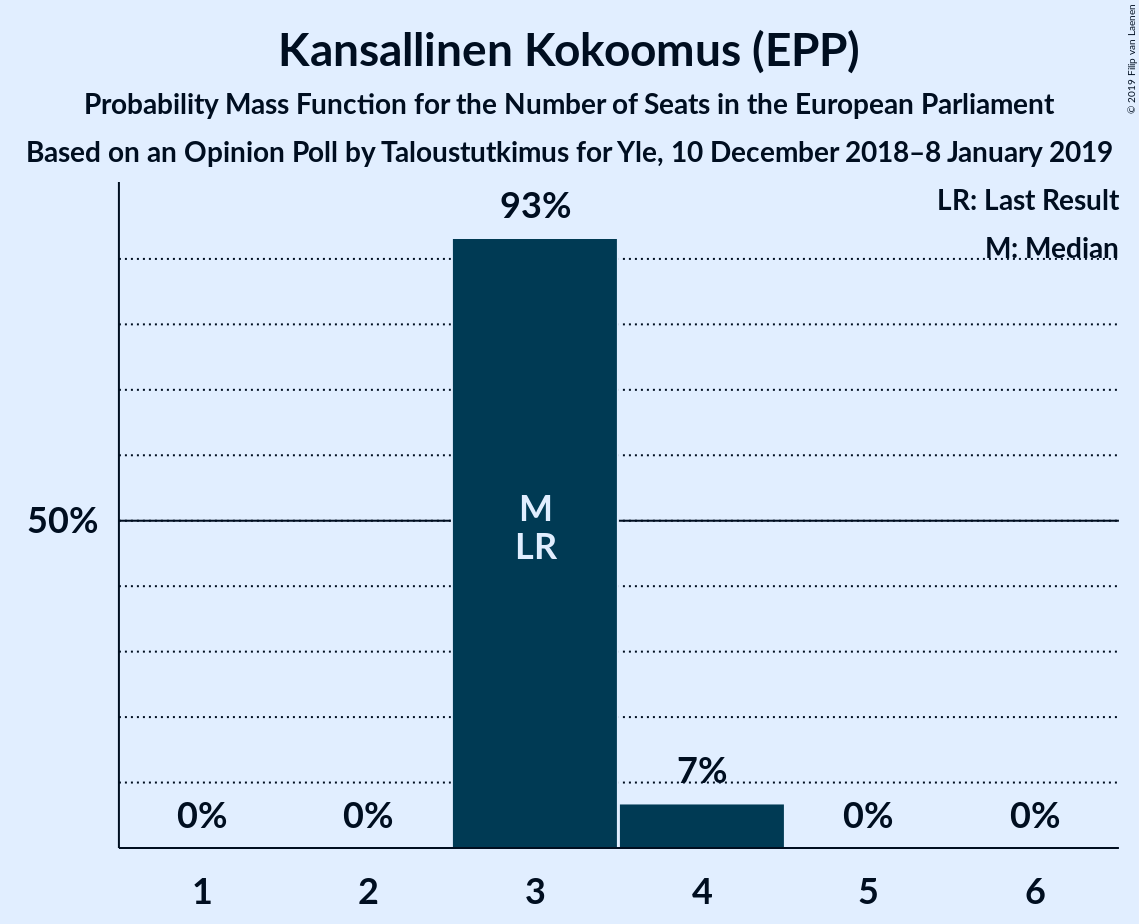 Kansallinen Kokoomus (EPP)
Probability Mass Function for the Number of Seats in the European Parliament
Based on an Opinion Poll by Taloustutkimus for Yle, 10 December 2018–8 January 2019
© 2019 Filip van Laenen
LR: Last Result
M: Median
93%
M
LR
50%
7%
0%
0%
0%
0%
1
2
3
4
5
6